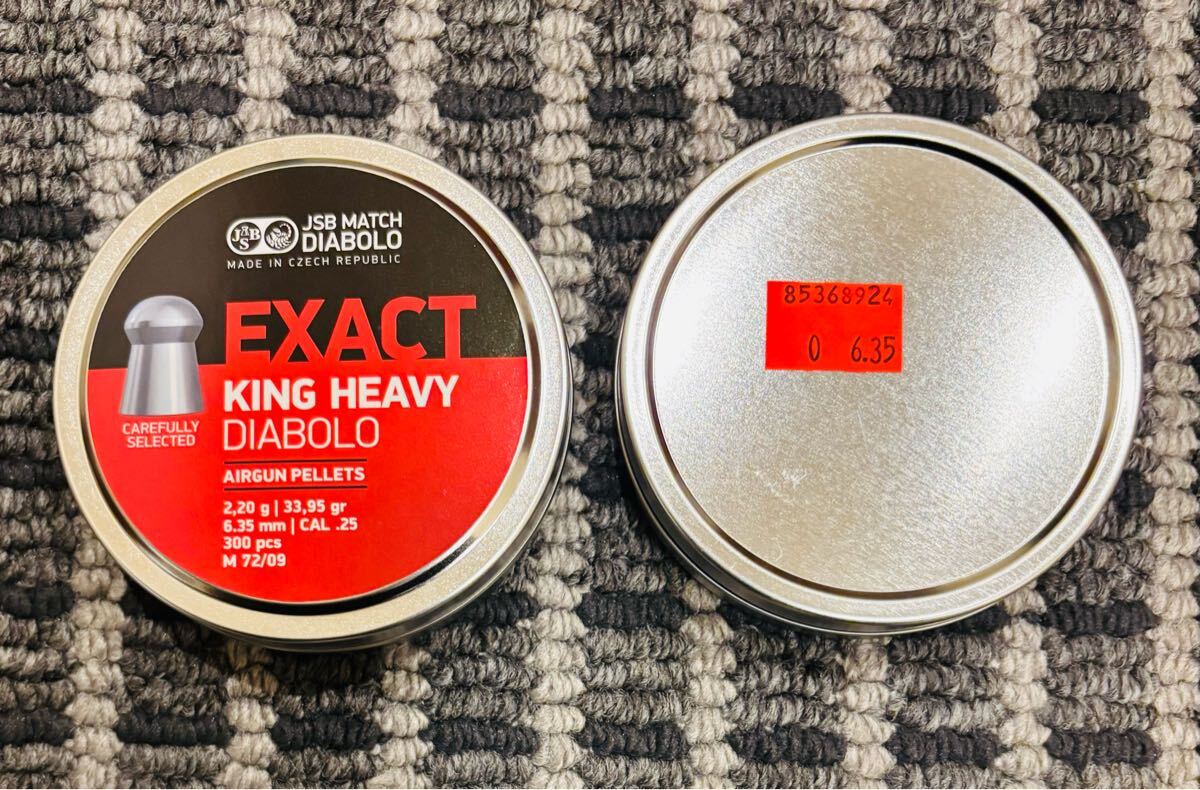 JSB
JSB MATCH
DIABOLO
MADE IN CZECH REPUBLIC
EXACT
KING HEAVY
DIABOLO
CAREFULLY
SELECTED
AIRGUN PELLETS
2,20 g | 33,95 gr
6.35 mm | CAL .25
300 pcs
M 72/09
85368924
0 6.35